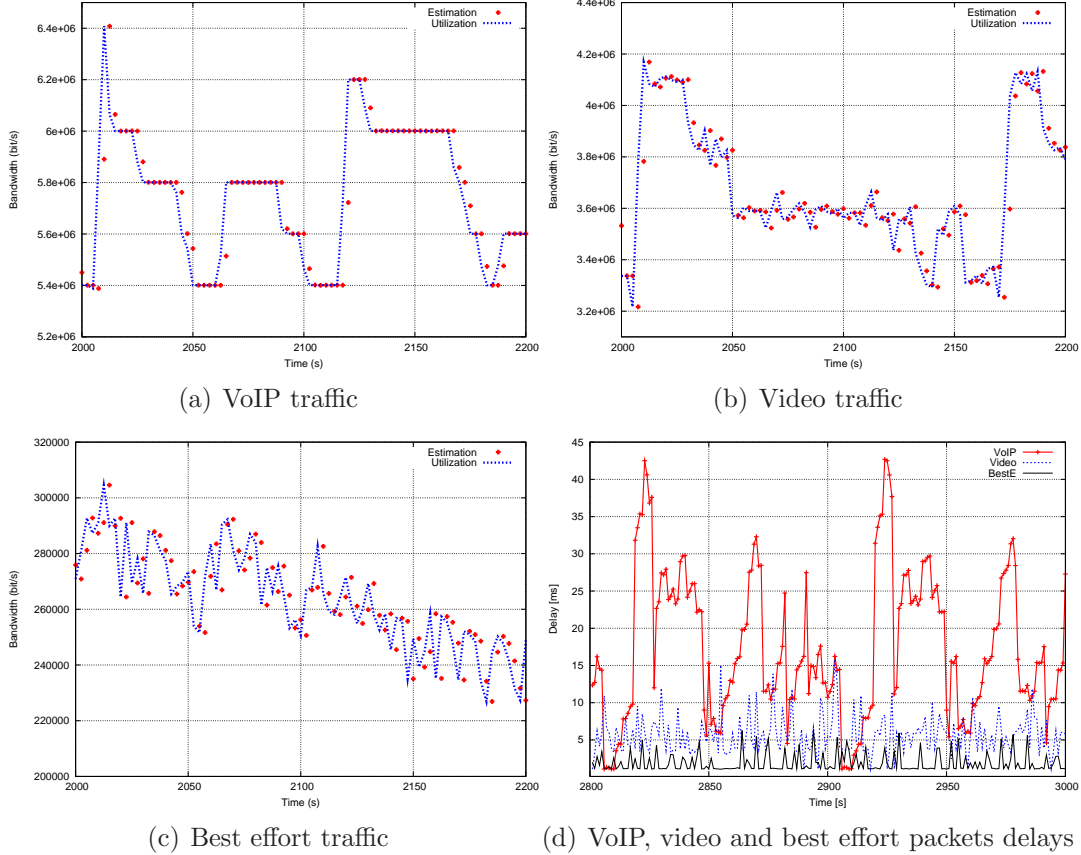 6.4e+06
6.2e+06
6e+06
5.8e+06
5.6e+06
5.4e+06
5.2e+06
Bandwidth (bit/s)
Estimation
Utilization
2000
2050
2100
2150
2200
Time (s)
(a) VoIP traffic
4.4e+06
4.2e+06
4e+06
3.8e+06
3.6e+06
3.4e+06
3.2e+06
Bandwidth (bit/s)
Estimation
Utilization
2000
2050
2100
2150
2200
Time (s)
(b) Video traffic
320000
300000
280000
260000
240000
220000
200000
Bandwidth (bit/s)
Estimation
Utilization
2000
2050
2100
2150
2200
Time (s)
(c) Best effort traffic
45
40
35
30
25
20
15
10
5
Delay [ms]
VoIP
Video
BestE
2800
2850
2900
2950
3000
Time [s]
(d) VoIP, video and best effort packets delays